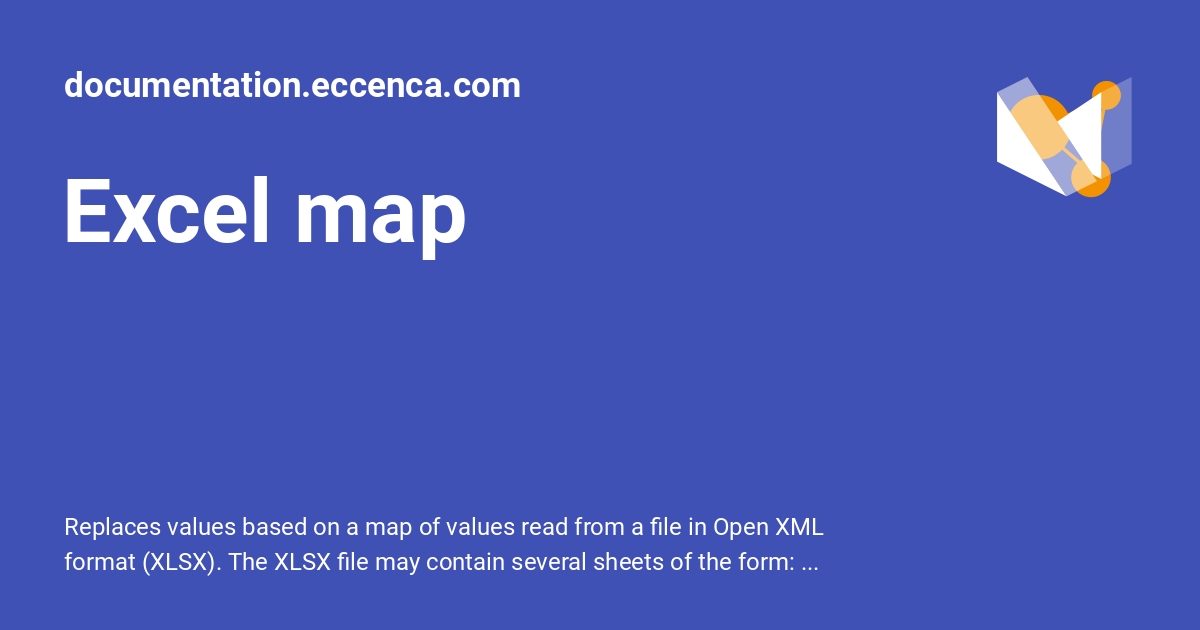 documentation.eccenca.com
Excel map
Replaces values based on a map of values read from a file in Open XML
format (XLSX). The XLSX file may contain several sheets of the form: ...